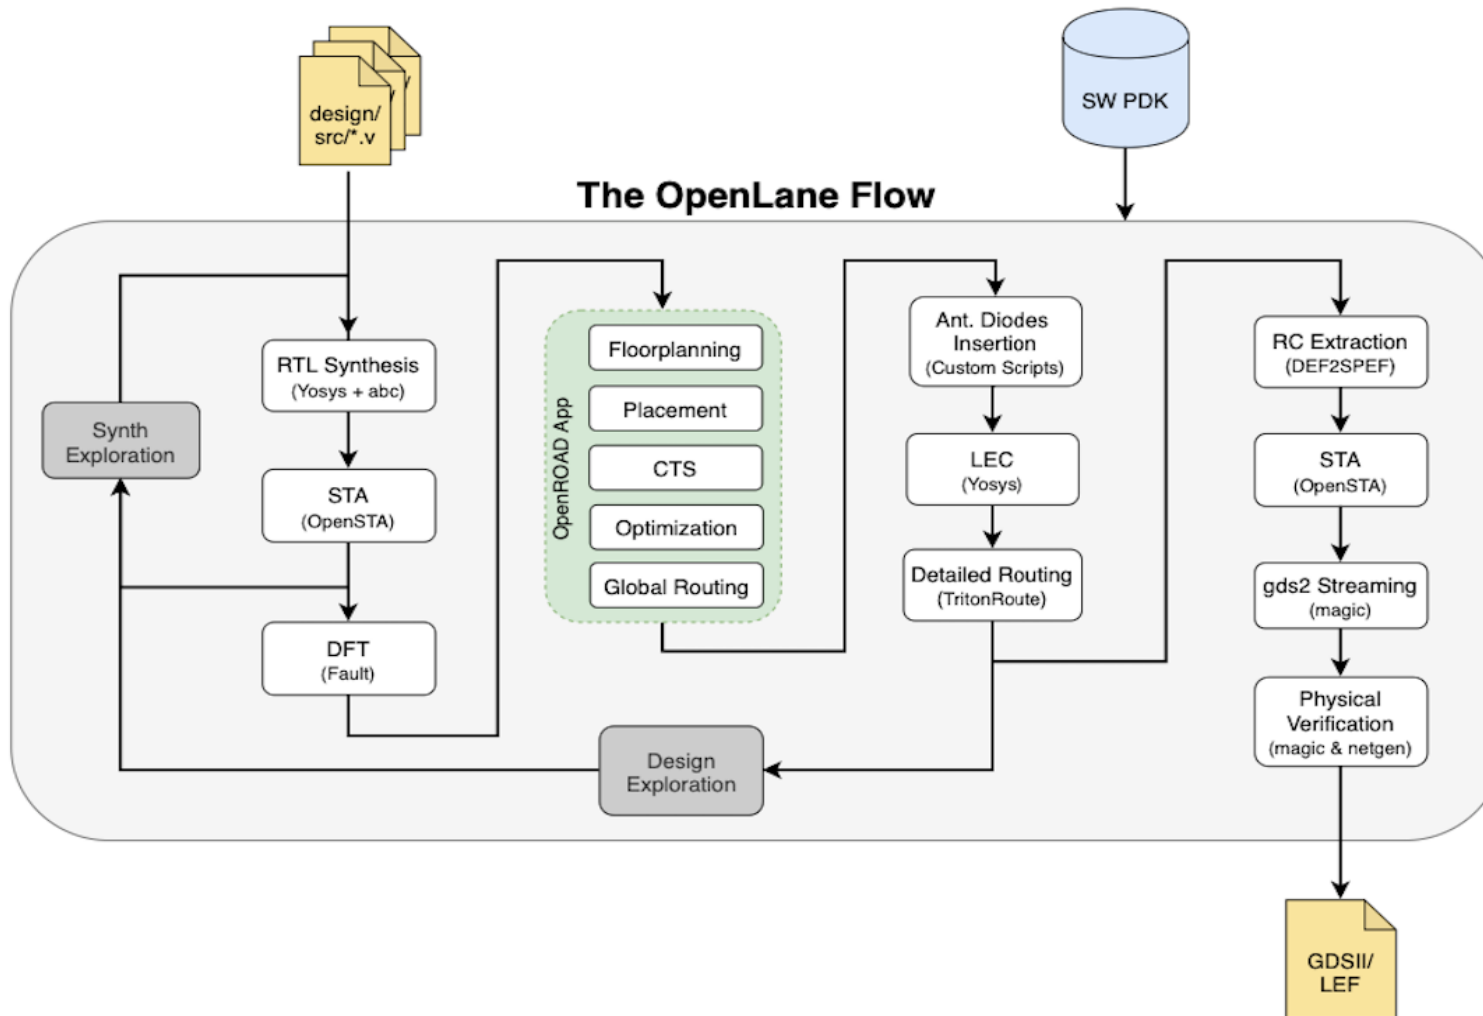 design/
src/*.v
SW PDK
The OpenLane Flow
RTL Synthesis
(Yosys + abc)
Synth
Exploration
STA
(OpenSTA)
DFT
(Fault)
OpenROAD App
Floorplanning
Placement
CTS
Optimization
Global Routing
Ant. Diodes
Insertion
(Custom Scripts)
LEC
(Yosys)
Detailed Routing
(TritonRoute)
Design
Exploration
RC Extraction
(DEF2SPEF)
STA
(OpenSTA)
gds2 Streaming
(magic)
Physical
Verification
(magic & netgen)
GDSII/
LEF